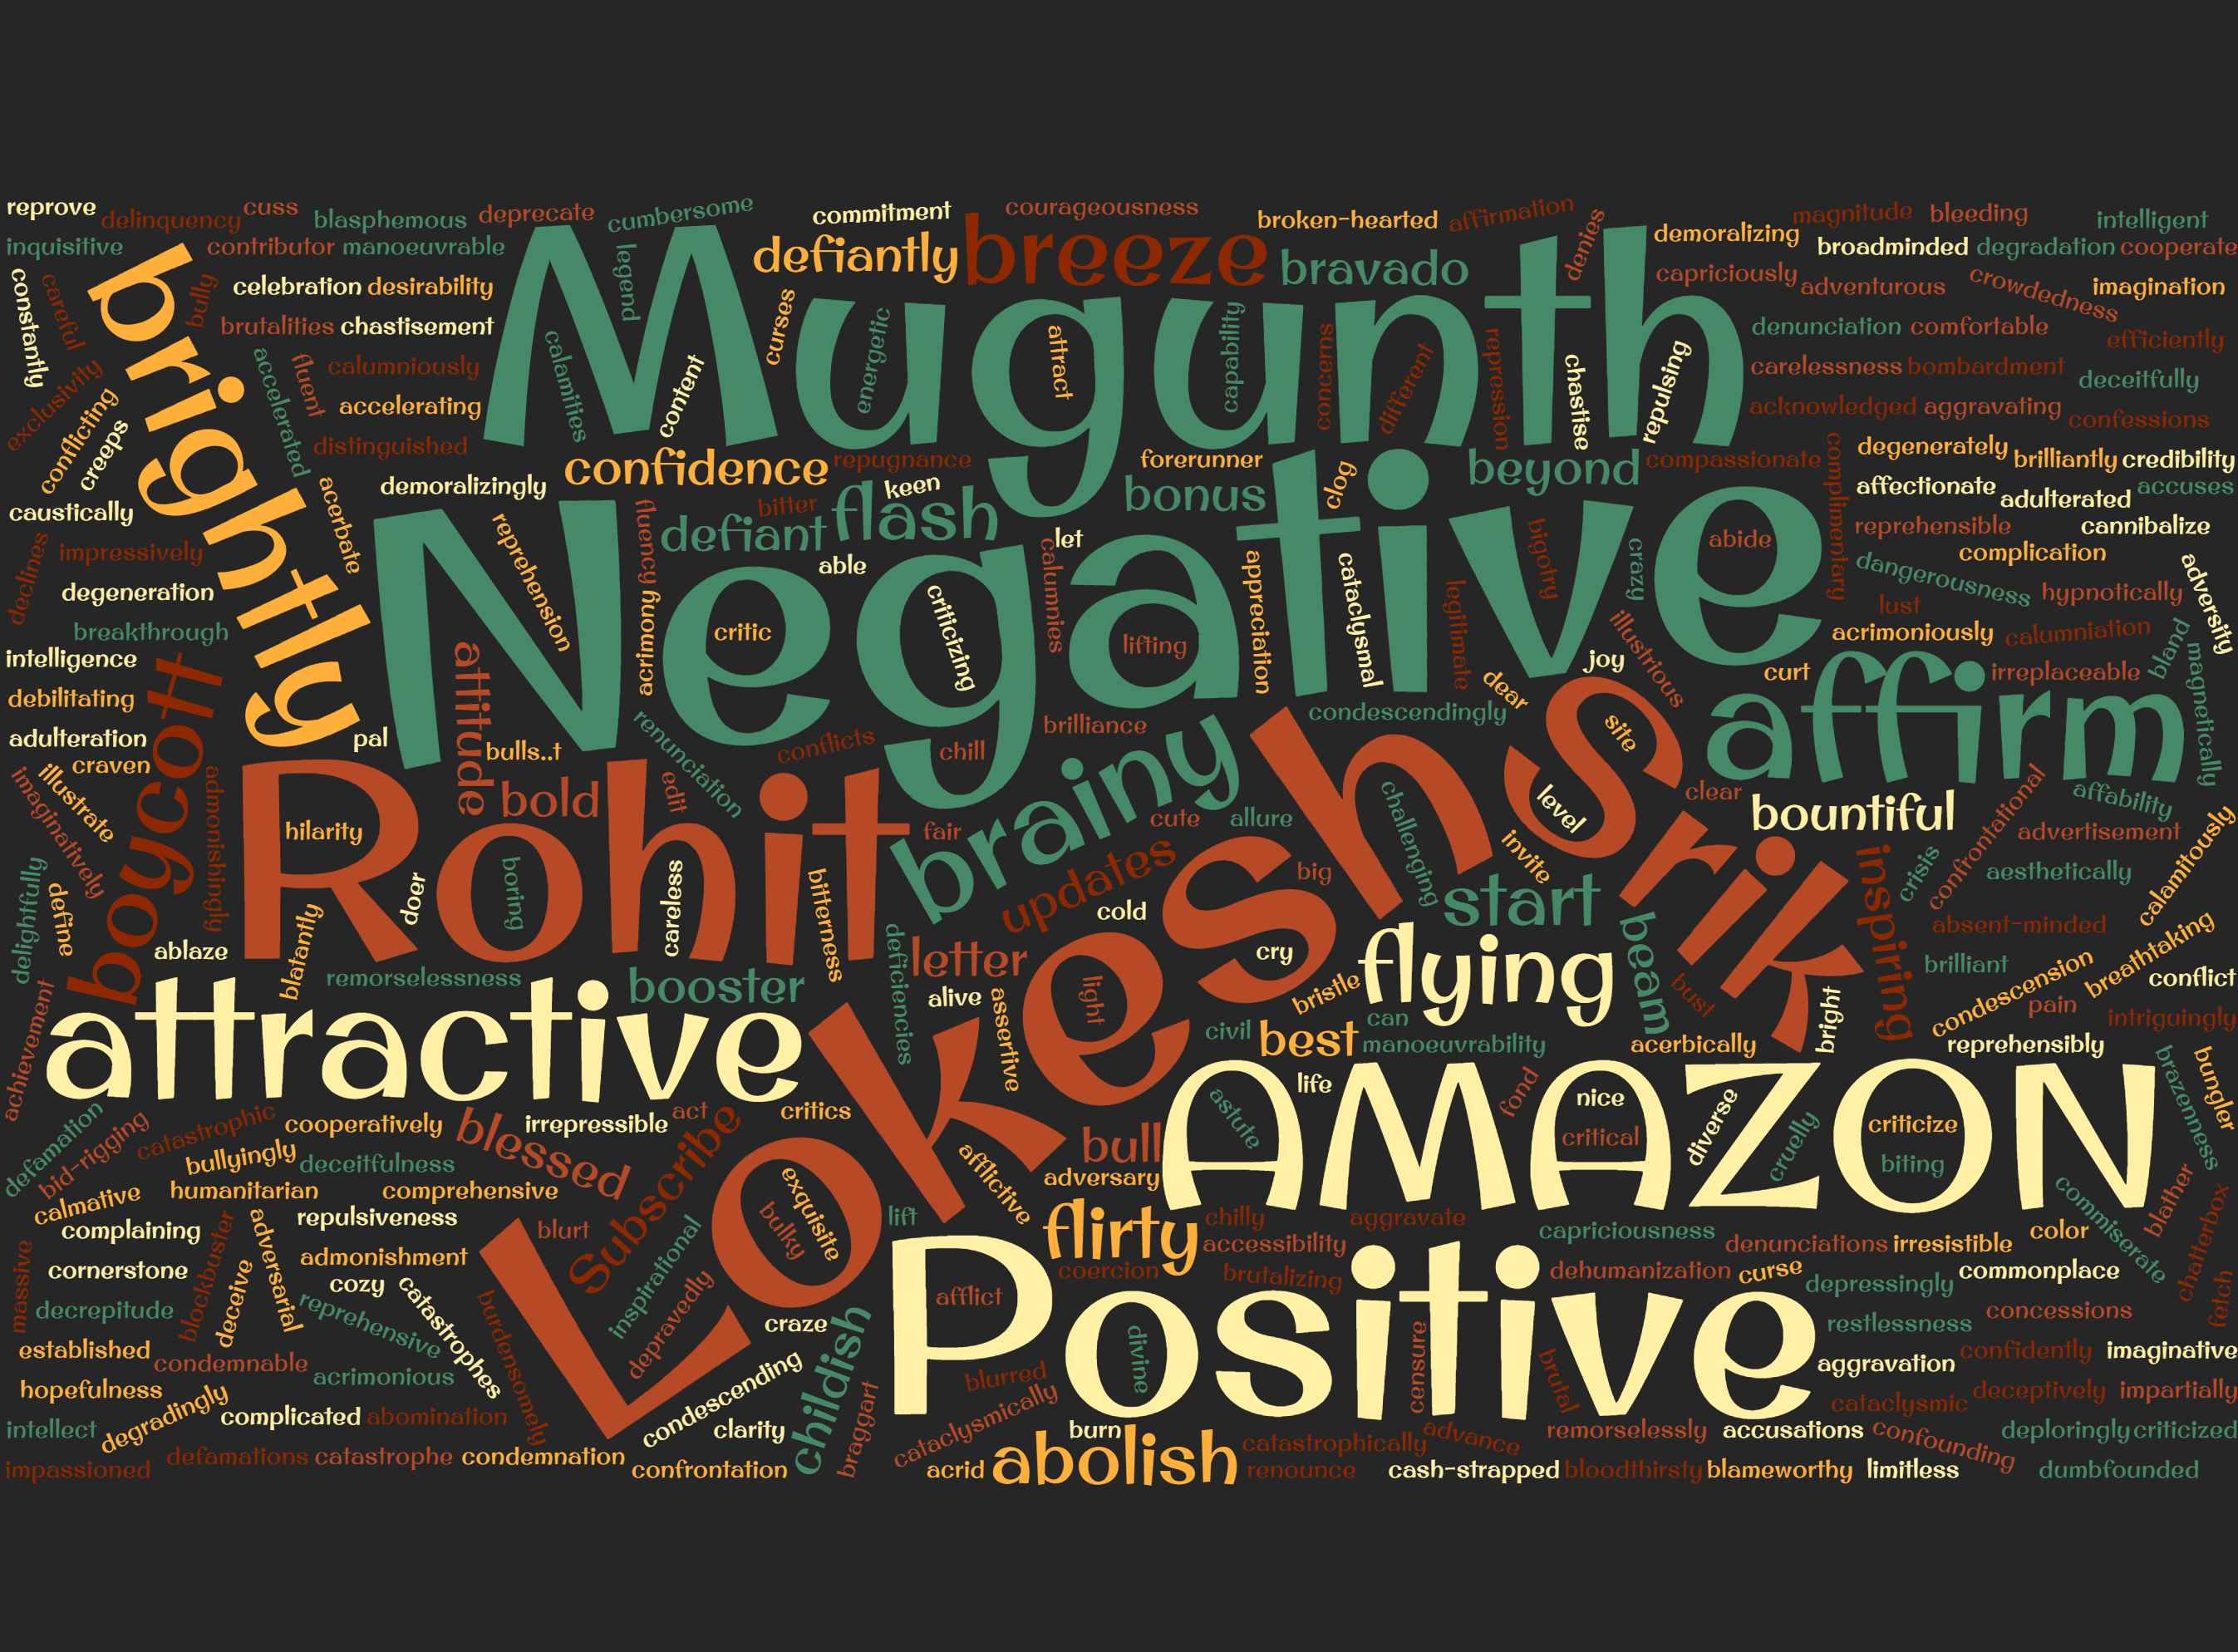 Mugunth
Negative
Rohit
Lokesh
Srik
AMAZON
Positive
attractive
brightly
affirm
breeze
boycott
brainy
flying
abolish
flirty
childish
Subscribe
blessed
bull
best
beam
inspiring
bountiful
start
letter
updates
booster
bold
attitude
confidence
defiant
flash
bonus
beyond
bravado
defiantly
reprove
delinquency
cuss
blasphemous
deprecate
cumbersome
commitment
courageousness
broken-hearted
affirmation
denies
demoralizing
magnitude
bleeding
intelligent
inquisitive
contributor
manoeuvrable
legend
broadminded
degradation
cooperate
constantly
careful
bully
celebration
desirability
capriciously
adventurous
crowdedness
imagination
brutalities
chastisement
curses
energetic
attract
capability
concerns
different
repression
chastise
repulsing
denunciation
comfortable
efficiently
exclusivity
conflicting
creeps
accelerated
fluent
calumniously
accelerating
distinguished
calamities
content
carelessness
bombardment
deceitfully
acknowledged
aggravating
confessions
caustically
acerbate
demoralizingly
repugnance
keen
bitter
forerunner
clog
compassionate
complimentary
degenerately
brilliantly
credibility
affectionate
adulterated
accuses
declines
impressively
reprehension
fluency
able
let
calumnies
appreciation
cataclysmal
bigotry
crazy
abide
reprehensible
cannibalize
complication
adversity
degeneration
breakthrough
acrimony
critic
criticizing
lifting
legitimate
illustrious
joy
dangerousness
hypnotically
lust
acrimoniously
calumniation
bland
magnetically
intelligence
debilitating
adulteration
craven
pal
bulls..t
renunciation
conflicts
chill
brilliance
condescendingly
dear
site
curt
irreplaceable
imaginatively
illustrate
admonishingly
hilarity
boring
doer
edit
careless
bitterness
fair
cute
allure
big
challenging
level
invite
clear
crisis
confrontational
affability
advertisement
aesthetically
calamitously
delightfully
define
ablaze
blatantly
remorselessness
deficiencies
alive
assertive
cold
cry
light
bristle
civil
can
manoeuvrability
bust
acerbically
bright
absent-minded
brilliant
condescension
breathtaking
conflict
pain
intriguingly
reprehensibly
brazenness
bungler
achievement
defamation
bid-rigging
catastrophic
cooperatively
irrepressible
act
critics
bullyingly
deceitfulness
calmative
humanitarian
comprehensive
afflictive
adversary
life
astute
fond
nice
critical
diverse
cruelly
criticize
biting
commiserate
blather
chatterbox
fetch
complaining
repulsiveness
blurt
exquisite
bulky
lift
chilly
aggravate
capriciousness
color
massive
cornerstone
blockbuster
deceive
adversarial
admonishment
cozy
catastrophes
inspirational
depravedly
coercion
accessibility
brutalizing
denunciations
irresistible
dehumanization
curse
depressingly
commonplace
decrepitude
reprehensive
burdensomely
craze
afflict
divine
restlessness
concessions
established
condemnable
acrimonious
condescending
blurred
censure
brutal
aggravation
confidently
imaginative
hopefulness
degradingly
complicated
abomination
clarity
braggart
cataclysmically
burn
cataclysmic
deceptively
impartially
intellect
defamations
catastrophe
condemnation
confrontation
acrid
catastrophically
advance
remorselessly
accusations
confounding
deploringly
criticized
impassioned
renounce
cash-strapped
bloodthirsty
blameworthy
limitless
dumbfounded